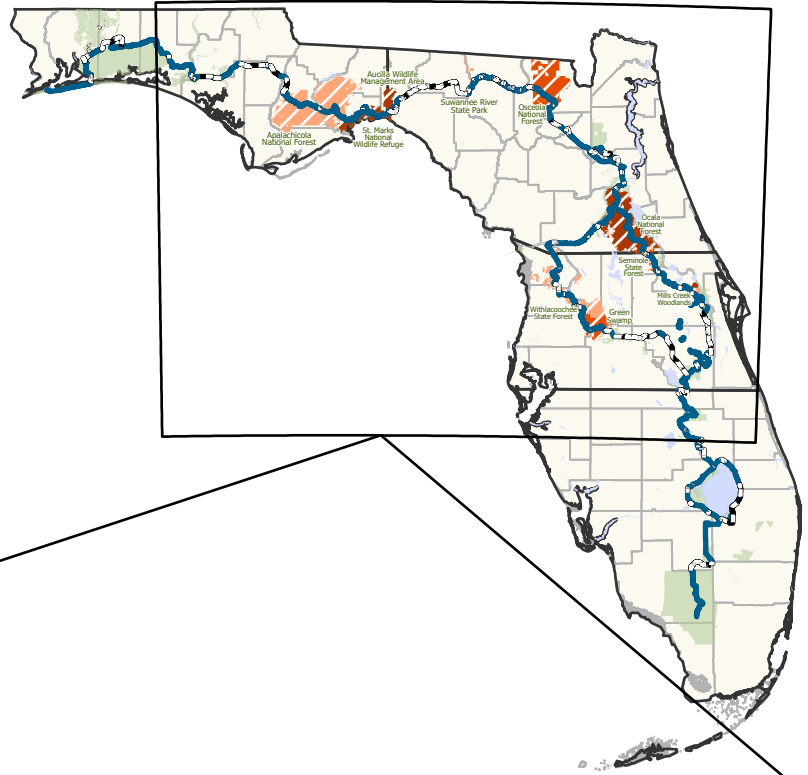 Aucilla Wildlife
Management Area
Suwannee River
State Park
Osceola
National
Forest
Apalachicola
National Forest
St. Marks
National
Wildlife Refuge
Ocala
National
Forest
Seminole
State
Forest
Mills Creek
Woodlands
Withlacoochee
State Forest
Green
Swamp